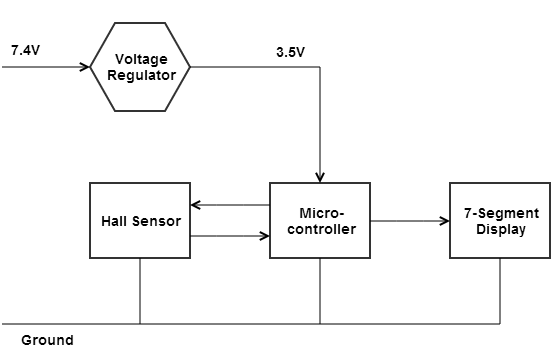 7.4V
Voltage
Regulator
3.5V
Hall Sensor
Micro-
controller
7-Segment
Display
Ground